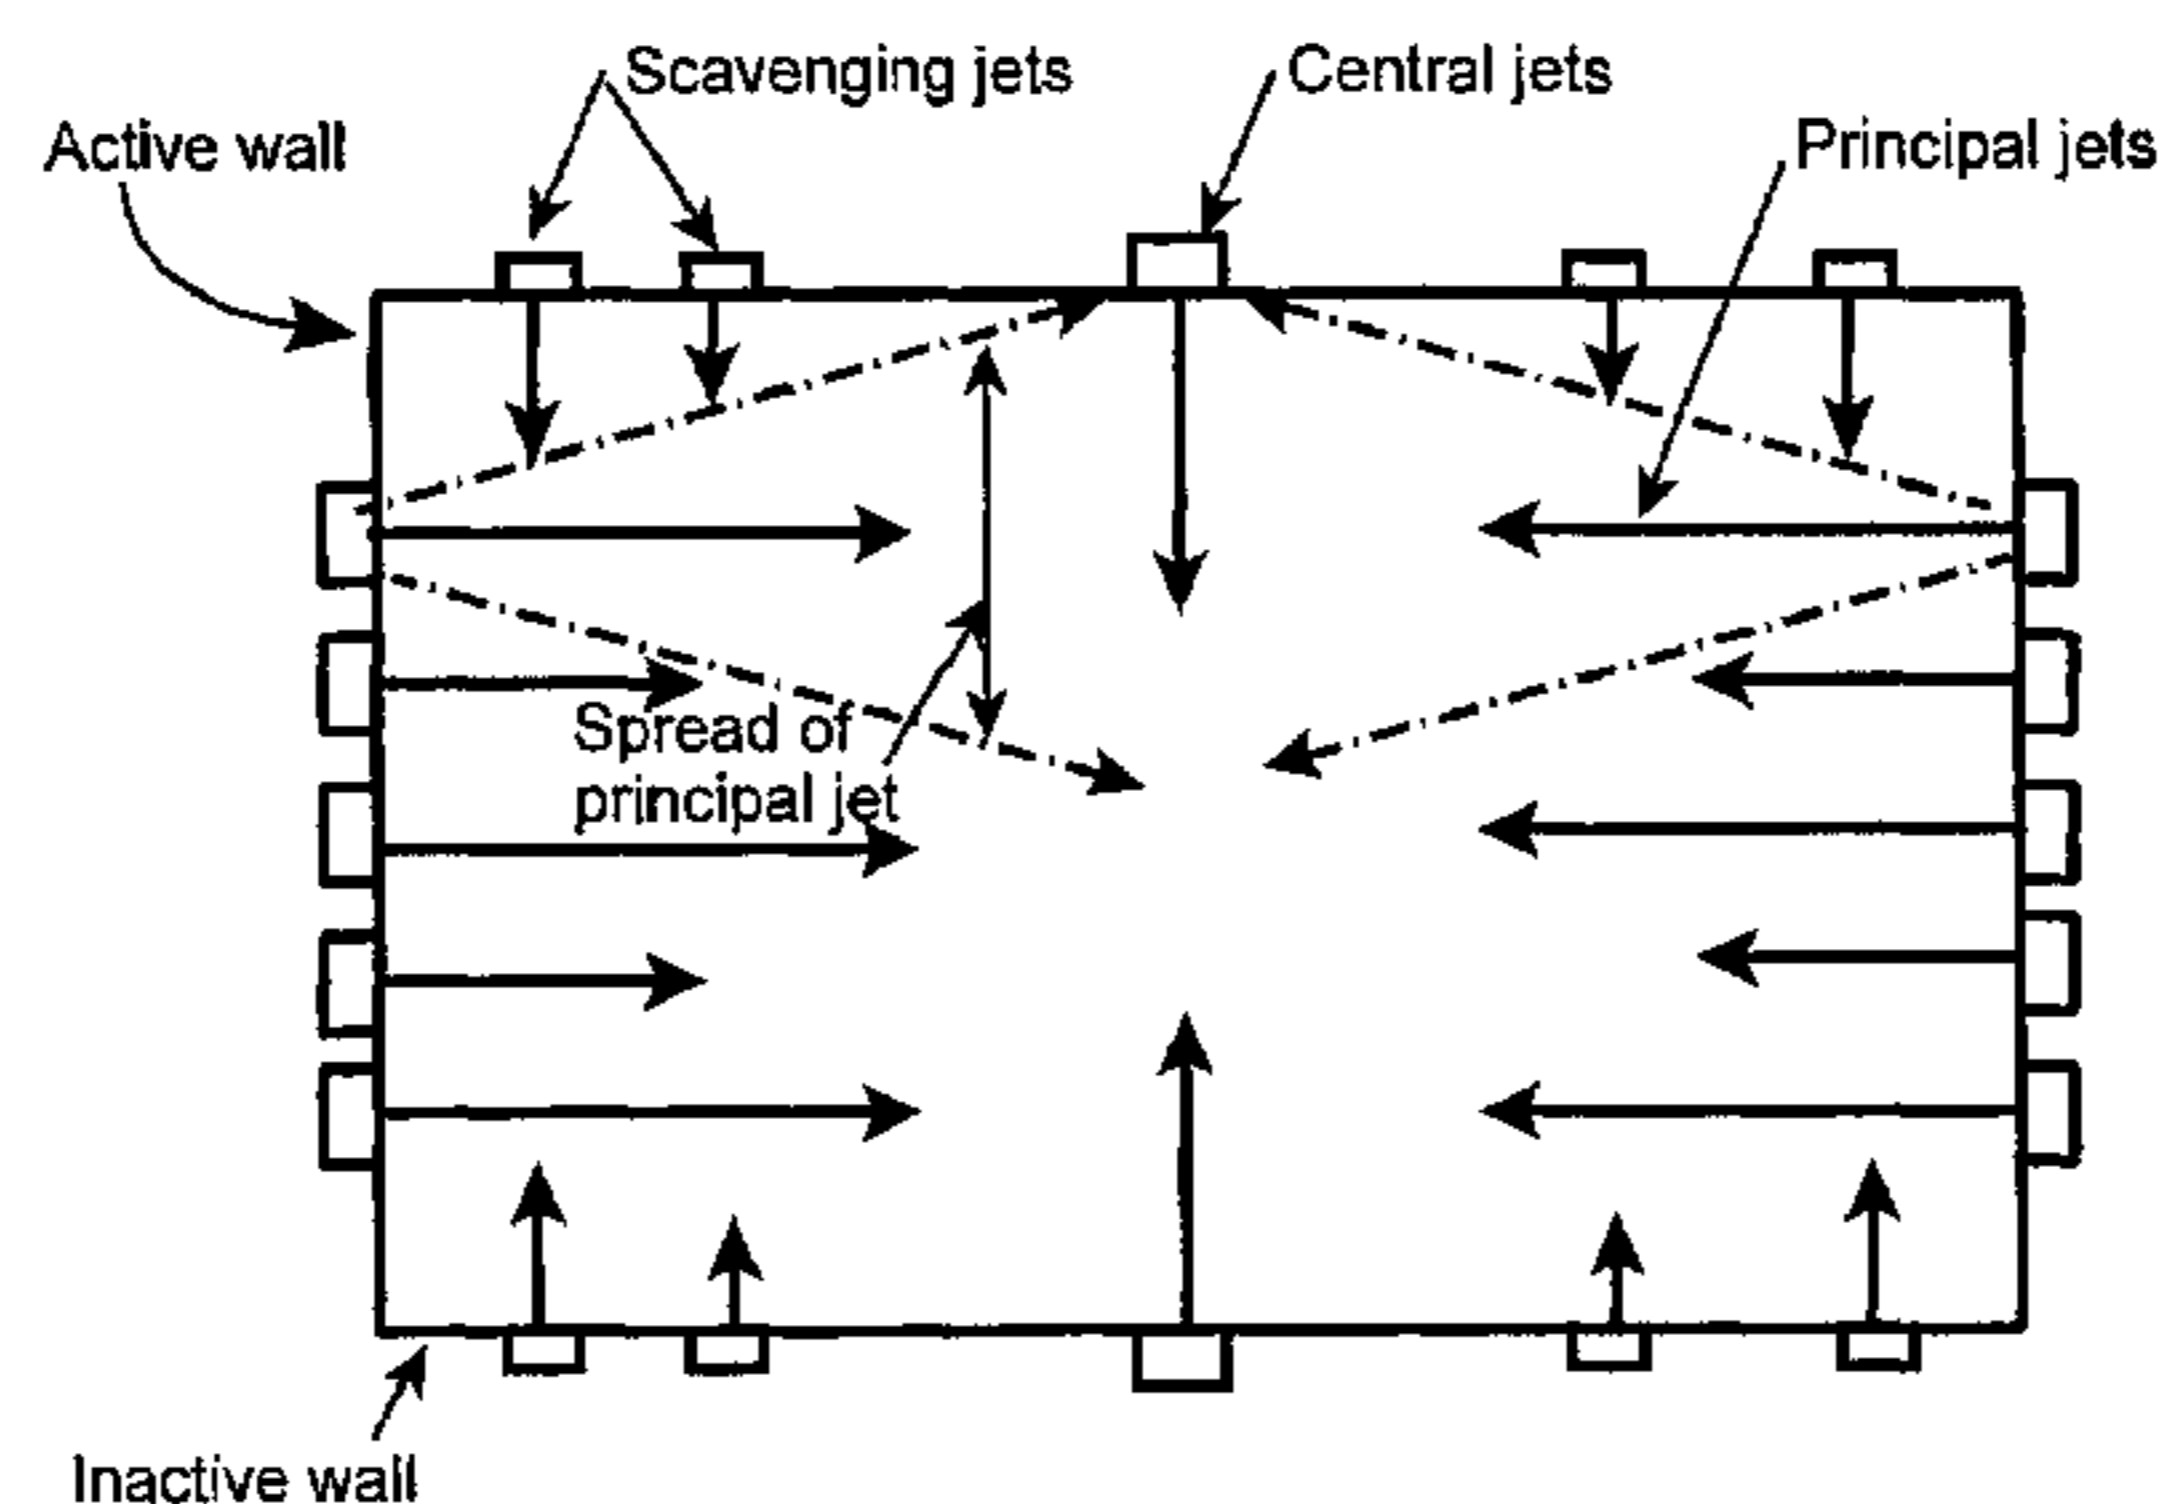 Scavenging jets
Central jets
Active wall
Principal jets
Spread of
principal jet
Inactive wall